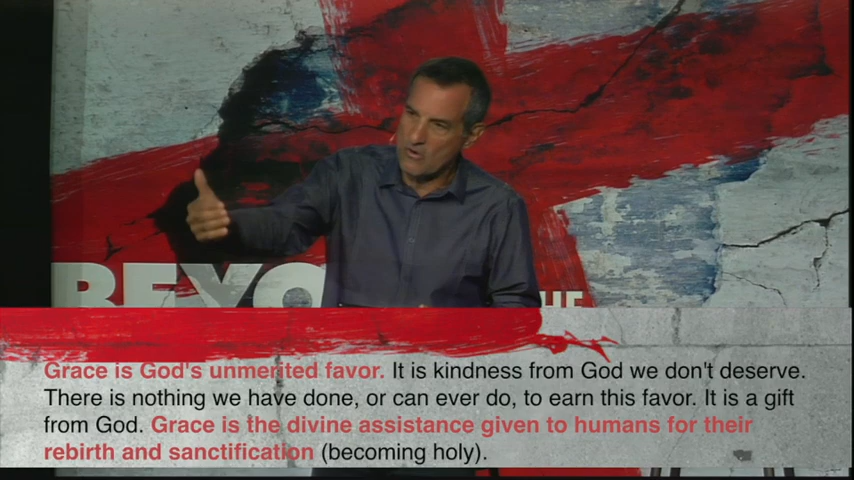 BEYO
HE
Grace is God's unmerited favor. It is kindness from God we don't deserve.
There is nothing we have done, or can ever do, to earn this favor. It is a gift
from God. Grace is the divine assistance given to humans for their
rebirth and sanctification (becoming holy).